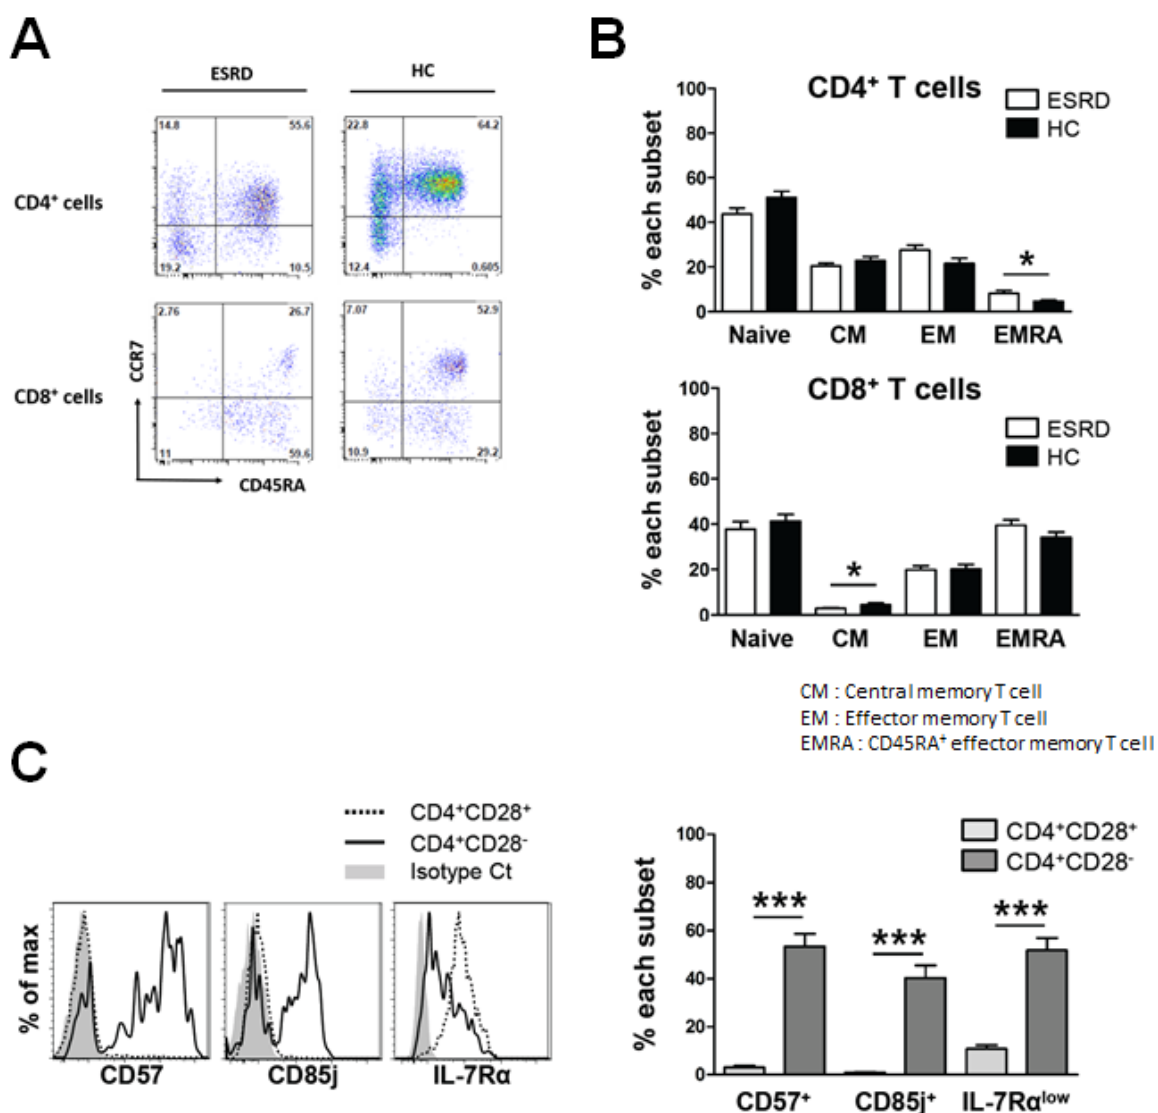 A
ESRD
HC
14.8
55.6
22.8
64.2
CD4⁺ cells
19.2
10.5
12.4
0.605
2.76
26.7
7.07
52.9
CCR7
CD8⁺ cells
11
59.6
10.9
29.2
CD45RA
B
CD4⁺ T cells
ESRD
HC
% each subset
100
80
60
40
20
0
*
Naive
CM
EM
EMRA
CD8⁺ T cells
ESRD
HC
% each subset
100
80
60
40
20
0
*
Naive
CM
EM
EMRA
CM : Central memory T cell
EM : Effector memory T cell
EMRA : CD45RA⁺ effector memory T cell
C
CD4⁺CD28⁺
CD4⁺CD28⁻
Isotype Ct
% of max
CD57
CD85j
IL-7Rα
CD4⁺CD28⁺
CD4⁺CD28⁻
% each subset
100
80
60
40
20
0
***
***
***
CD57⁺
CD85j⁺
IL-7Rαˡᵒʷ